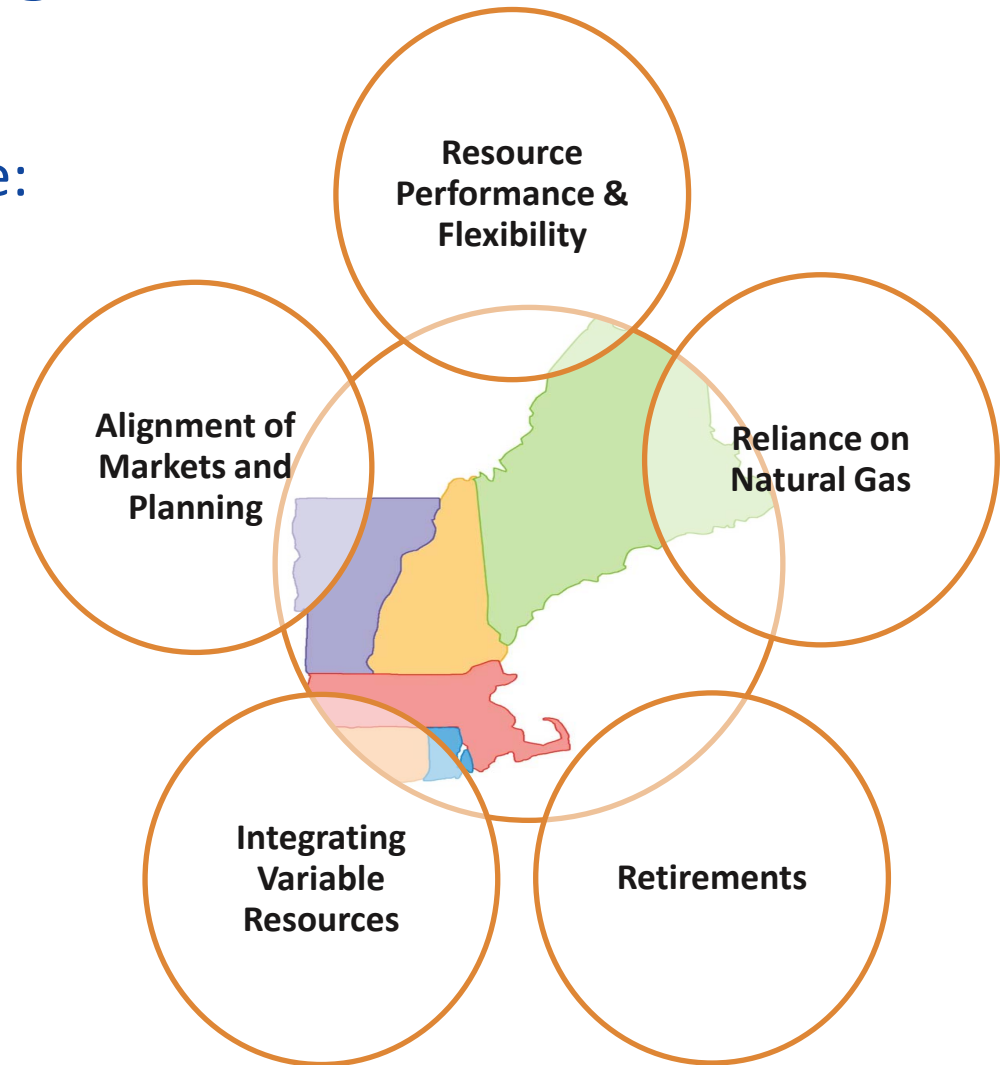 Resource
Performance &
Flexibility
Alignment of
Markets and
Planning
Reliance on
Natural Gas
Integrating
Variable
Resources
Retirements